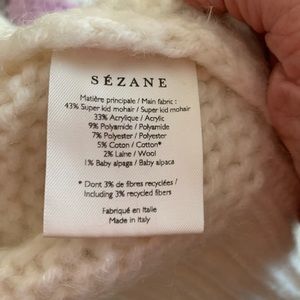 SÉZANE
Matière principale / Main fabric :
43% Super kid mohair / Super kid mohair
33% Acrylique / Acrylic
9% Polyamide / Polyamide
7% Polyester / Polyester
5% Coton / Cotton*
2% Laine / Wool
1% Baby alpaga / Baby alpaca
* Dont 3% de fibres recyclées /
Including 3% recycled fibers
Fabriqué en Italie
Made in Italy